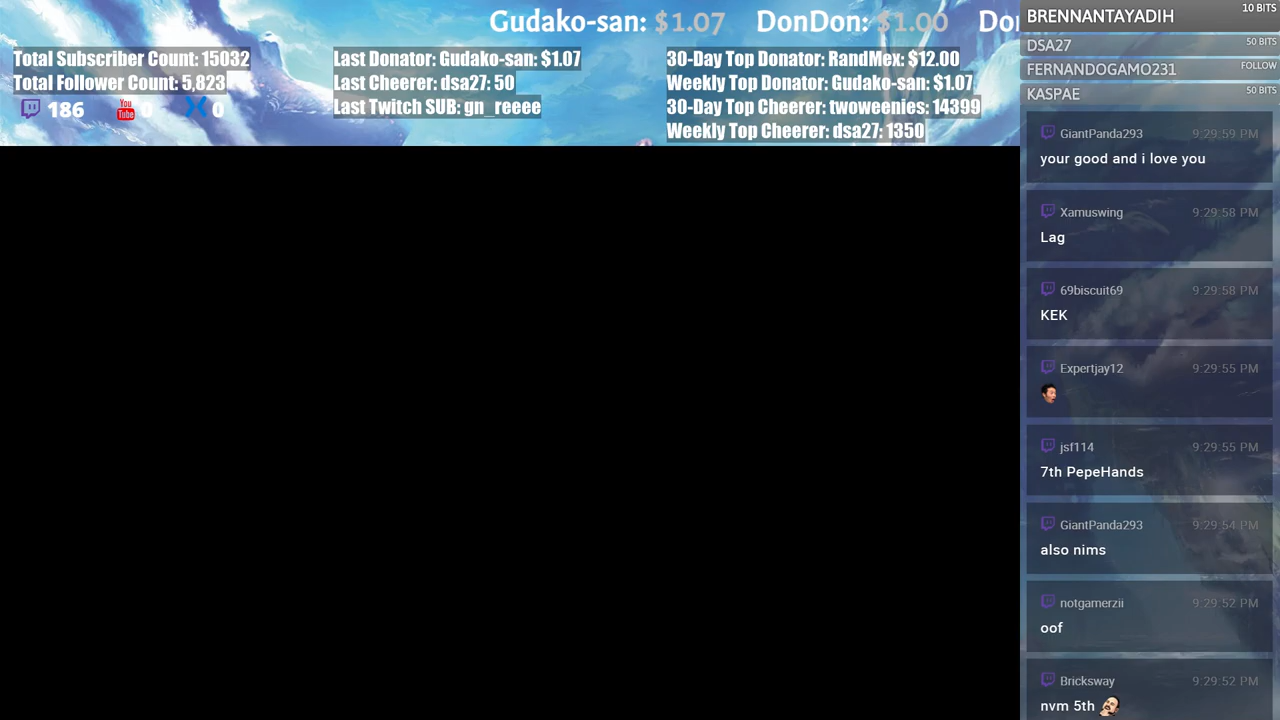 Gudako-san: $1.07 DonDon: $1.00 Don
Total Subscriber Count: 15032
Total Follower Count: 5,823
186
You Tube 0
0
Last Donator: Gudako-san: $1.07
Last Cheerer: dsa27: 50
Last Twitch SUB: gn_reeee
30-Day Top Donator: RandMex: $12.00
Weekly Top Donator: Gudako-san: $1.07
30-Day Top Cheerer: twoweenies: 14399
Weekly Top Cheerer: dsa27: 1350
BRENNANTAYADIH 10 BITS
DSA27 50 BITS
FERNANDOGAMO231 FOLLOW
KASPAE 50 BITS
GiantPanda293 9:29:59 PM
your good and i love you
Xamuswing 9:29:58 PM
Lag
69biscuit69 9:29:58 PM
KEK
Expertjay12 9:29:55 PM
jsf114 9:29:55 PM
7th PepeHands
GiantPanda293 9:29:54 PM
also nims
notgamerzii 9:29:52 PM
oof
Bricksway 9:29:52 PM
nvm 5th